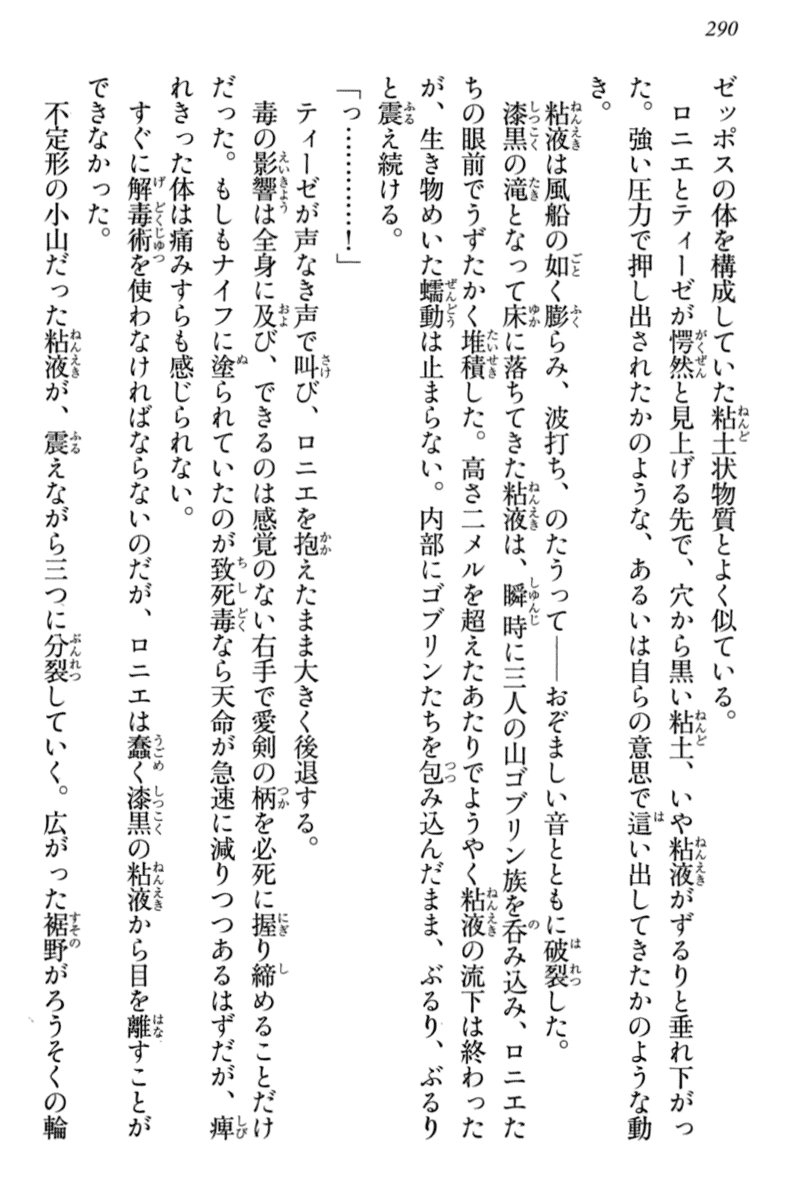 290
ゼッポスの体を構成していた粘土状物質とよく似ている。
ロニエとティーゼが愕然と見上げる先で、穴から黒い粘土、いや粘液がずるりと垂れ下がっ
た。強い圧力で押し出されたかのような、あるいは自らの意思で這い出してきたかのような動
き。
粘液は風船の如く膨らみ、波打ち、のたうって――おぞましい音とともに破裂した。
漆黒の滝となって床に落ちてきた粘液は、瞬時に三人の山ゴブリン族を呑み込み、ロニエた
ちの眼前でうずたかく堆積した。高さ二メルを超えたあたりでようやく粘液の流下は終わった
が、生き物めいた蠕動は止まらない。内部にゴブリンたちを包み込んだまま、ぶるり、ぶるり
と震え続ける。
「っ…………！」
ティーゼが声なき声で叫び、ロニエを抱えたまま大きく後退する。
毒の影響は全身に及び、できるのは感覚のない右手で愛剣の柄を必死に握り締めることだけ
だった。もしもナイフに塗られていたのが致死毒なら天命が急速に減りつつあるはずだが、痺
れきった体は痛みすらも感じられない。
すぐに解毒術を使わなければならないのだが、ロニエは蠢く漆黒の粘液から目を離すことが
できなかった。
不定形の小山だった粘液が、震えながら三つに分裂していく。広がった裾野がろうそくの輪